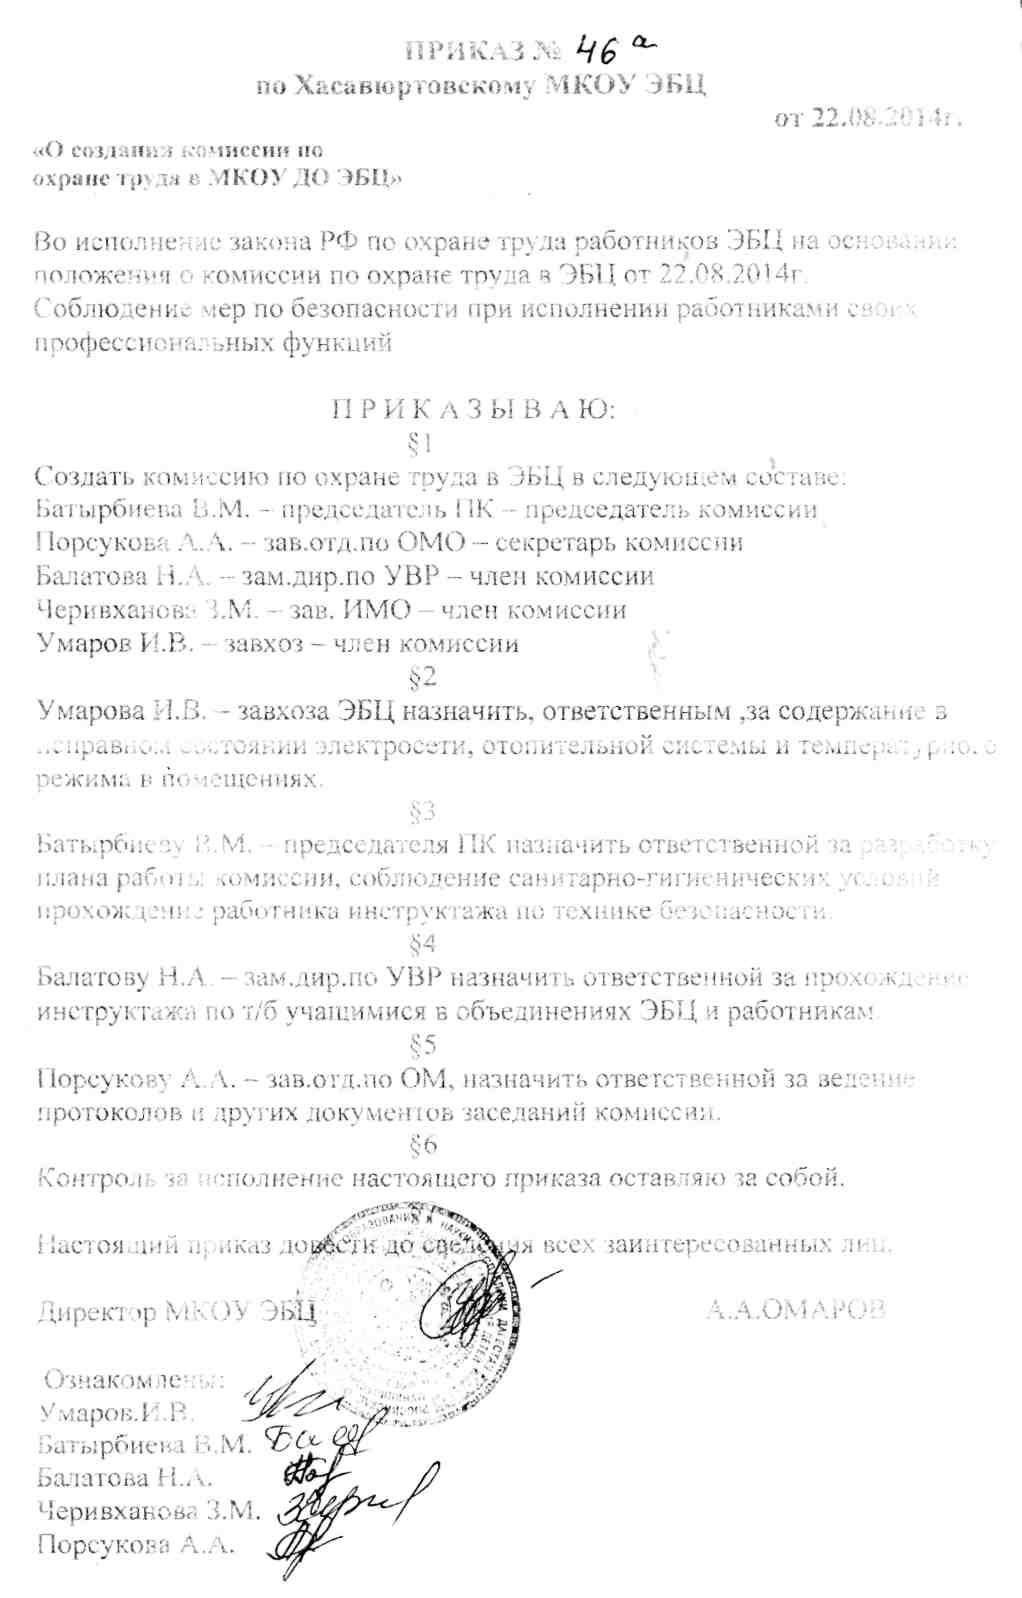 ПРИКАЗ № 46 а
по Хасавюртовскому МКОУ ЭБЦ
от 22.08.2014г.
«О создания комиссии по
охране труда в МКОУ ДО ЭБЦ»
Во исполнение закона РФ по охране труда работников ЭБЦ на основании
положения о комиссии по охране труда в ЭБЦ от 22.08.2014г.
Соблюдение мер по безопасности при исполнении работниками своих
профессиональных функций
П Р И К А З Ы В А Ю:
§1
Создать комиссию по охране труда в ЭБЦ в следующем составе:
Батырбиева В.М. – председатель ПК – председатель комиссии
Порсукова А.А. – зав.отд.по ОМО – секретарь комиссии
Балатова Н.А. – зам.дир.по УВР – член комиссии
Черивханова З.М. – зав. ИМО – член комиссии
Умаров И.В. – завхоз – член комиссии
§2
Умарова И.В. – завхоза ЭБЦ назначить, ответственным ,за содержание в
исправном состоянии электросети, отопительной системы и температурного
режима в помещениях.
§3
Батырбиеву В.М. – председателя ПК назначить ответственной за разработку
плана работы комиссии, соблюдение санитарно-гигиенических условий
прохождение работника инструктажа по технике безопасности.
§4
Балатову Н.А. – зам.дир.по УВР назначить ответственной за прохождение
инструктажа по т/б учащимися в объединениях ЭБЦ и работникам
§5
Порсукову А.А. – зав.отд.по ОМ, назначить ответственной за ведение
протоколов и других документов заседаний комиссии.
§6
Контроль за исполнение настоящего приказа оставляю за собой.
Настоящий приказ довести до сведения всех заинтересованных лиц.
Директор МКОУ ЭБЦ А.А.ОМАРОВ
Ознакомлены:
Умаров.И.В.
Батырбиева В.М.
Балатова Н.А.
Черивханова З.М.
Порсукова А.А.